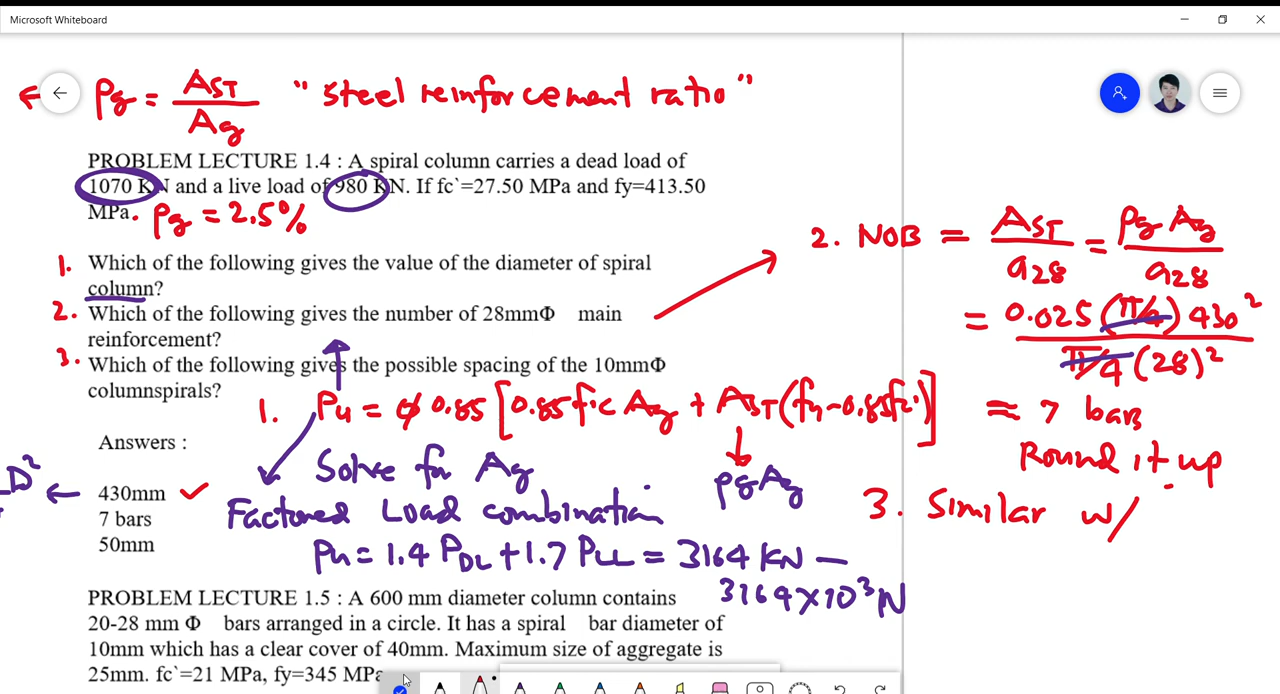 Microsoft Whiteboard
← ρg = AST / Ag "steel reinforcement ratio"
PROBLEM LECTURE 1.4 : A spiral column carries a dead load of
1070 KN and a live load of 980 KN. If fc`=27.50 MPa and fy=413.50
MPa. ρg = 2.5%
1. Which of the following gives the value of the diameter of spiral
column?
2. Which of the following gives the number of 28mmΦ main
reinforcement?
3. Which of the following gives the possible spacing of the 10mmΦ
columnspirals?
1. Pu = φ 0.85 [0.85 f'c Ag + AST (fy - 0.85 fc')]
ρg Ag
Answers :
Solve for Ag
D² ← 430mm ✓
Factored Load combination
7 bars
50mm
Pu = 1.4 PDL + 1.7 PLL = 3164 KN —
3164 x 10³ N
2. NOB = AST / a28 = ρg Ag / a28
= 0.025 (π/4) 430² / π/4 (28)²
≈ 7 bars
Round it up
3. Similar w/
PROBLEM LECTURE 1.5 : A 600 mm diameter column contains
20-28 mm Φ bars arranged in a circle. It has a spiral bar diameter of
10mm which has a clear cover of 40mm. Maximum size of aggregate is
25mm. fc`=21 MPa, fy=345 MPa